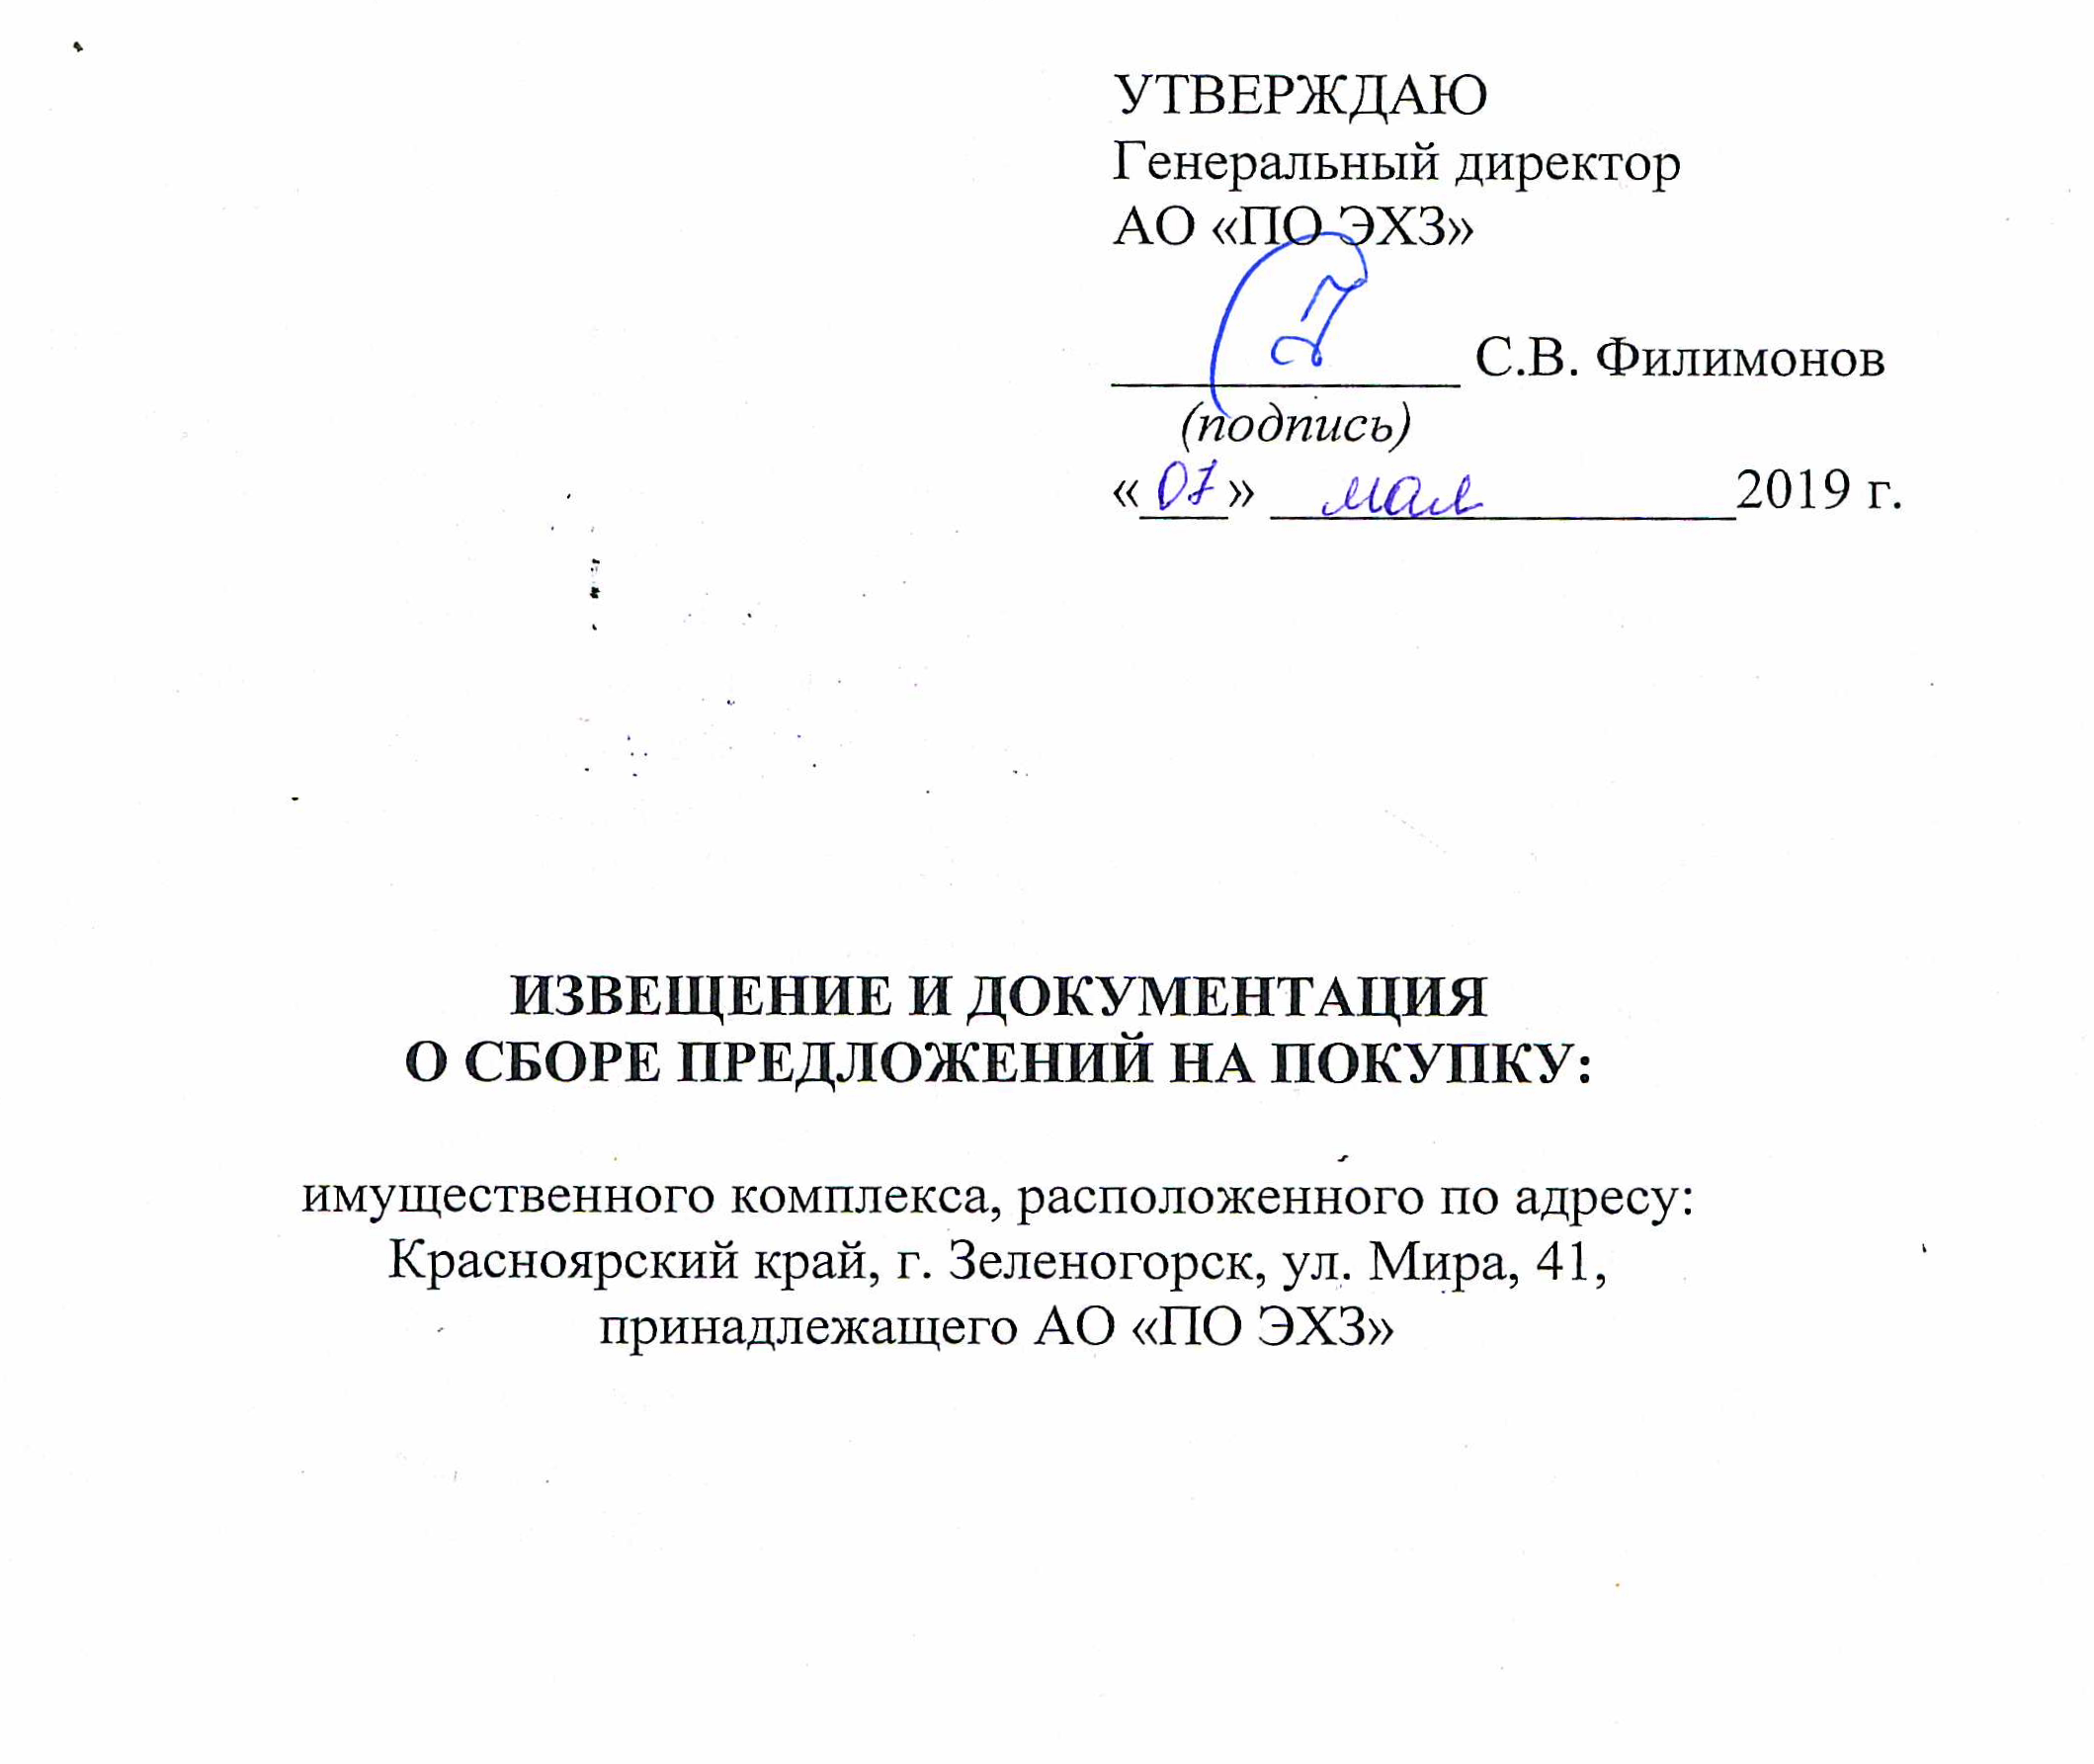 УТВЕРЖДАЮ
Генеральный директор
АО «ПО ЭХЗ»
С.В. Филимонов
(подпись)
«07» мая 2019 г.
ИЗВЕЩЕНИЕ И ДОКУМЕНТАЦИЯ
О СБОРЕ ПРЕДЛОЖЕНИЙ НА ПОКУПКУ:
имущественного комплекса, расположенного по адресу:
Красноярский край, г. Зеленогорск, ул. Мира, 41,
принадлежащего АО «ПО ЭХЗ»